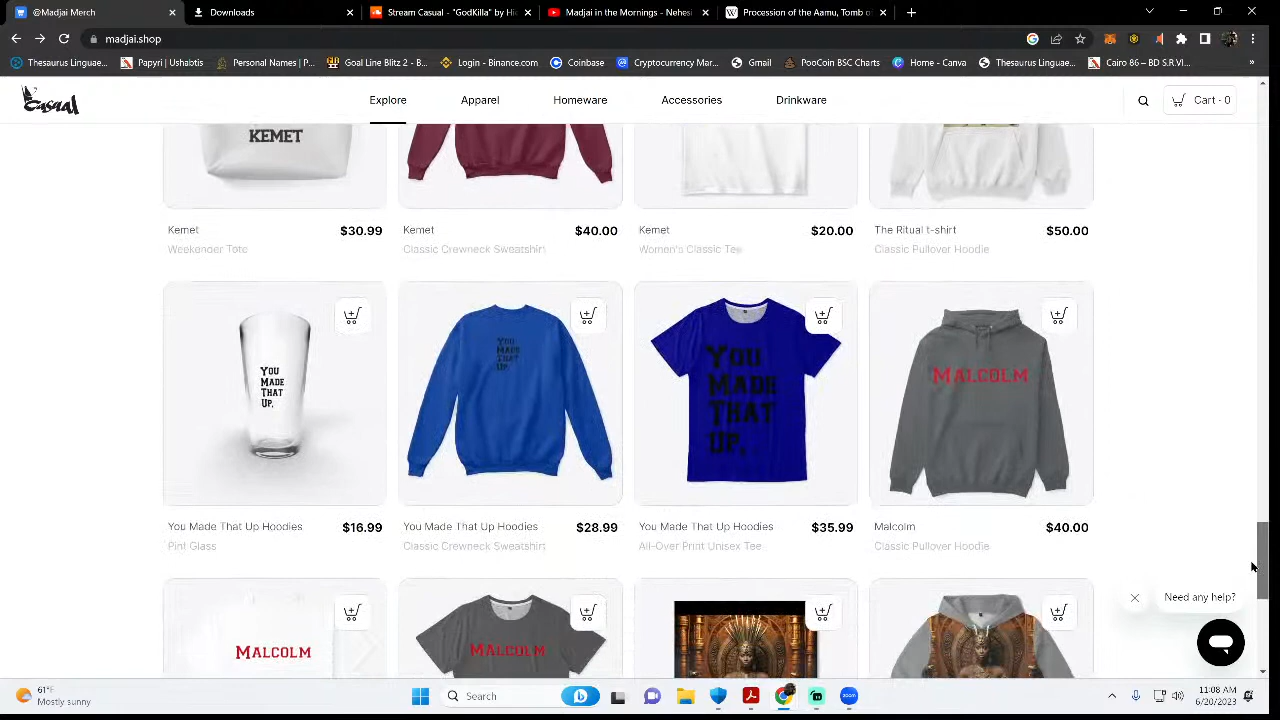 @Madjai Merch
Downloads
Stream Casual - "GodKilla" by Hi
Madjai in the Mornings - Nehesi
Procession of the Aamu, Tomb o
madjai.shop
Thesaurus Linguae...
Papyri | Ushabtis
Personal Names | P...
Goal Line Blitz 2 - B...
Login - Binance.com
Coinbase
Cryptocurrency Mar...
Gmail
PooCoin BSC Charts
Home - Canva
Thesaurus Linguae...
Cairo 86 – BD S.R.VI...
Casual
Explore
Apparel
Homeware
Accessories
Drinkware
Cart · 0
KEMET
Kemet $30.99
Weekender Tote
Kemet $40.00
Classic Crewneck Sweatshirt
Kemet $20.00
Women's Classic Tee
The Ritual t-shirt $50.00
Classic Pullover Hoodie
YOU
MADE
THAT
UP.
YOU
MADE
THAT
UP.
YOU
MADE
THAT
UP.
MALCOLM
You Made That Up Hoodies $16.99
Pint Glass
You Made That Up Hoodies $28.99
Classic Crewneck Sweatshirt
You Made That Up Hoodies $35.99
All-Over Print Unisex Tee
Malcolm $40.00
Classic Pullover Hoodie
MALCOLM
MALCOLM
Need any help?
61°F
Mostly sunny
Search
zoom
11:08 AM
6/20/2023